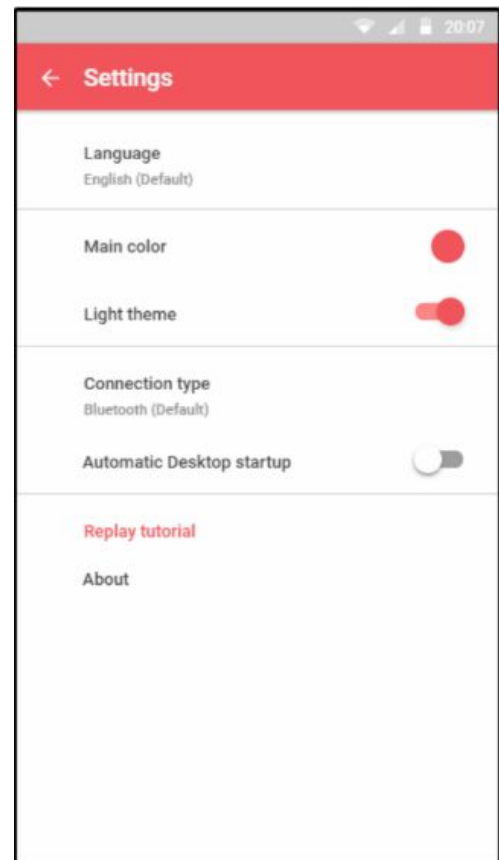 20:07
Settings
Language
English (Default)
Main color
Light theme
Connection type
Bluetooth (Default)
Automatic Desktop startup
Replay tutorial
About